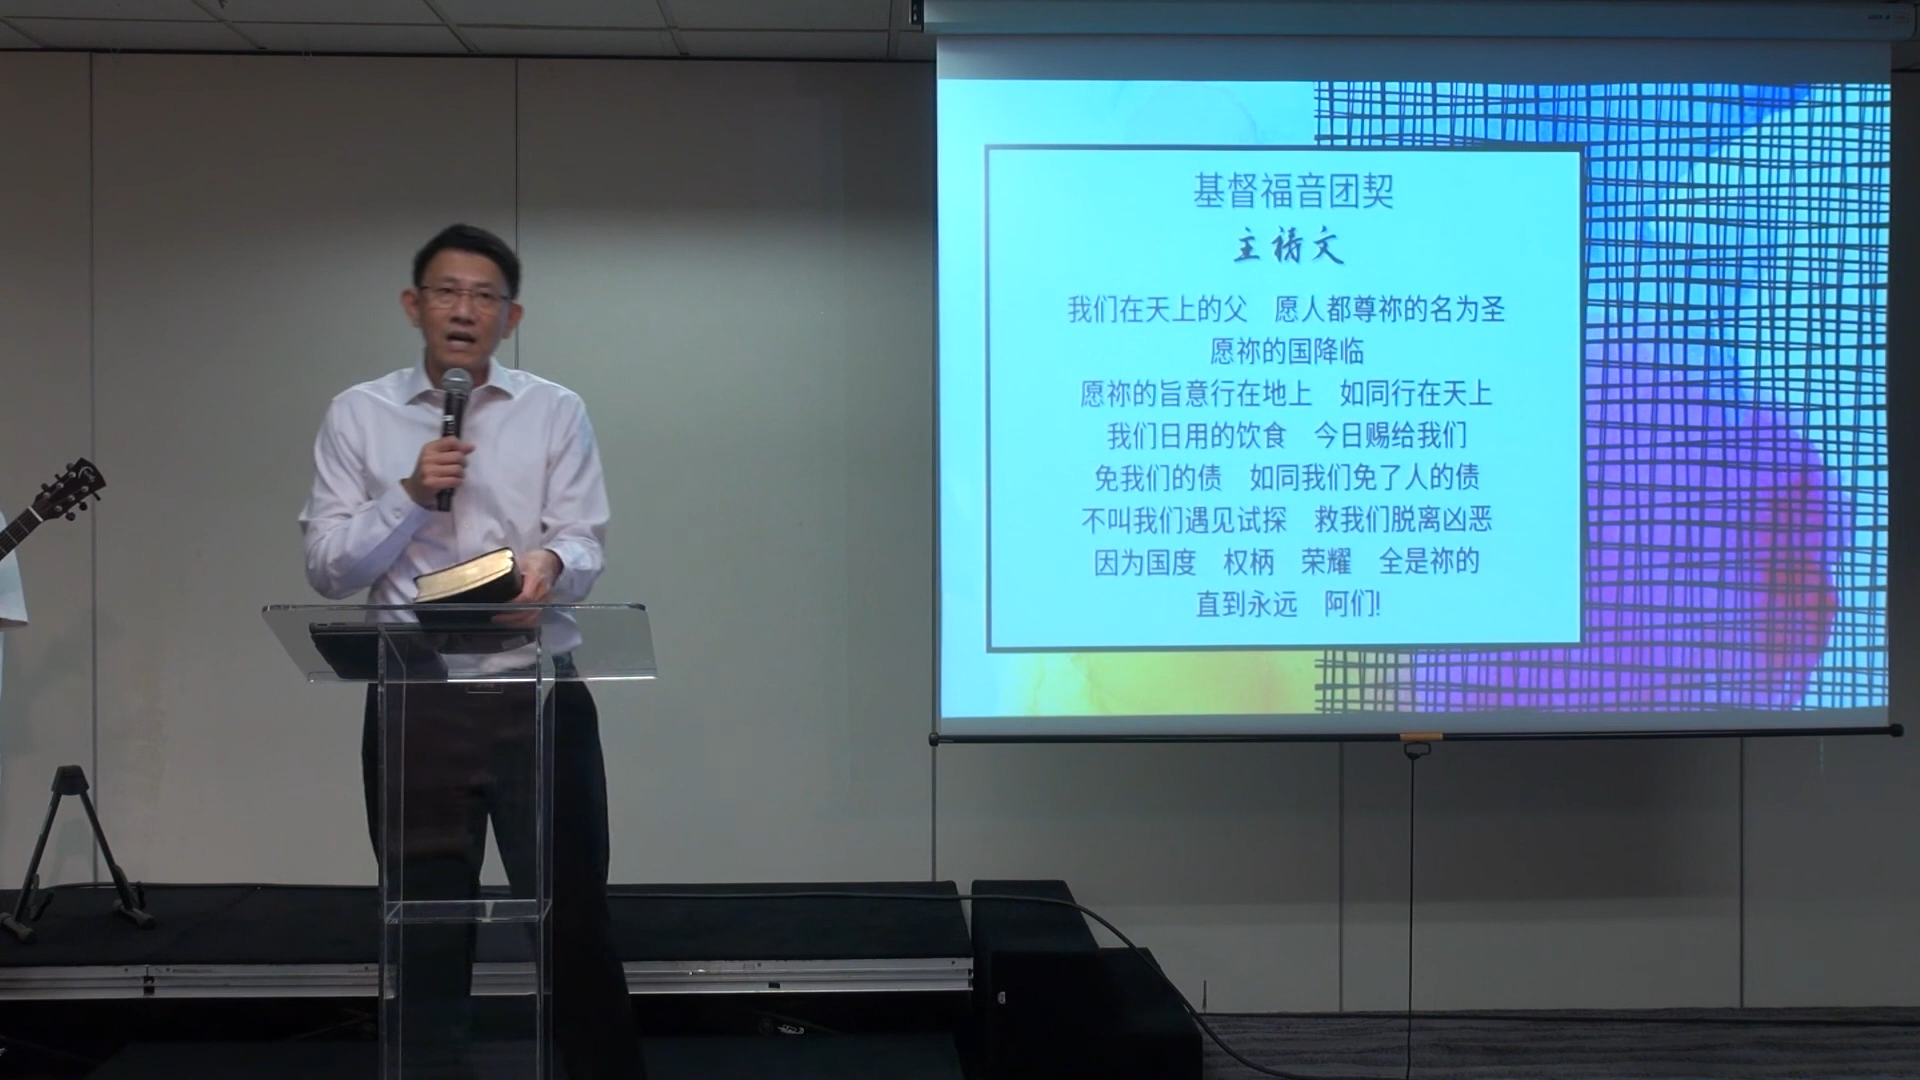 基督福音团契
主祷文
我们在天上的父　愿人都尊祢的名为圣
愿祢的国降临
愿祢的旨意行在地上　如同行在天上
我们日用的饮食　今日赐给我们
免我们的债　如同我们免了人的债
不叫我们遇见试探　救我们脱离凶恶
因为国度　权柄　荣耀　全是祢的
直到永远　阿们!